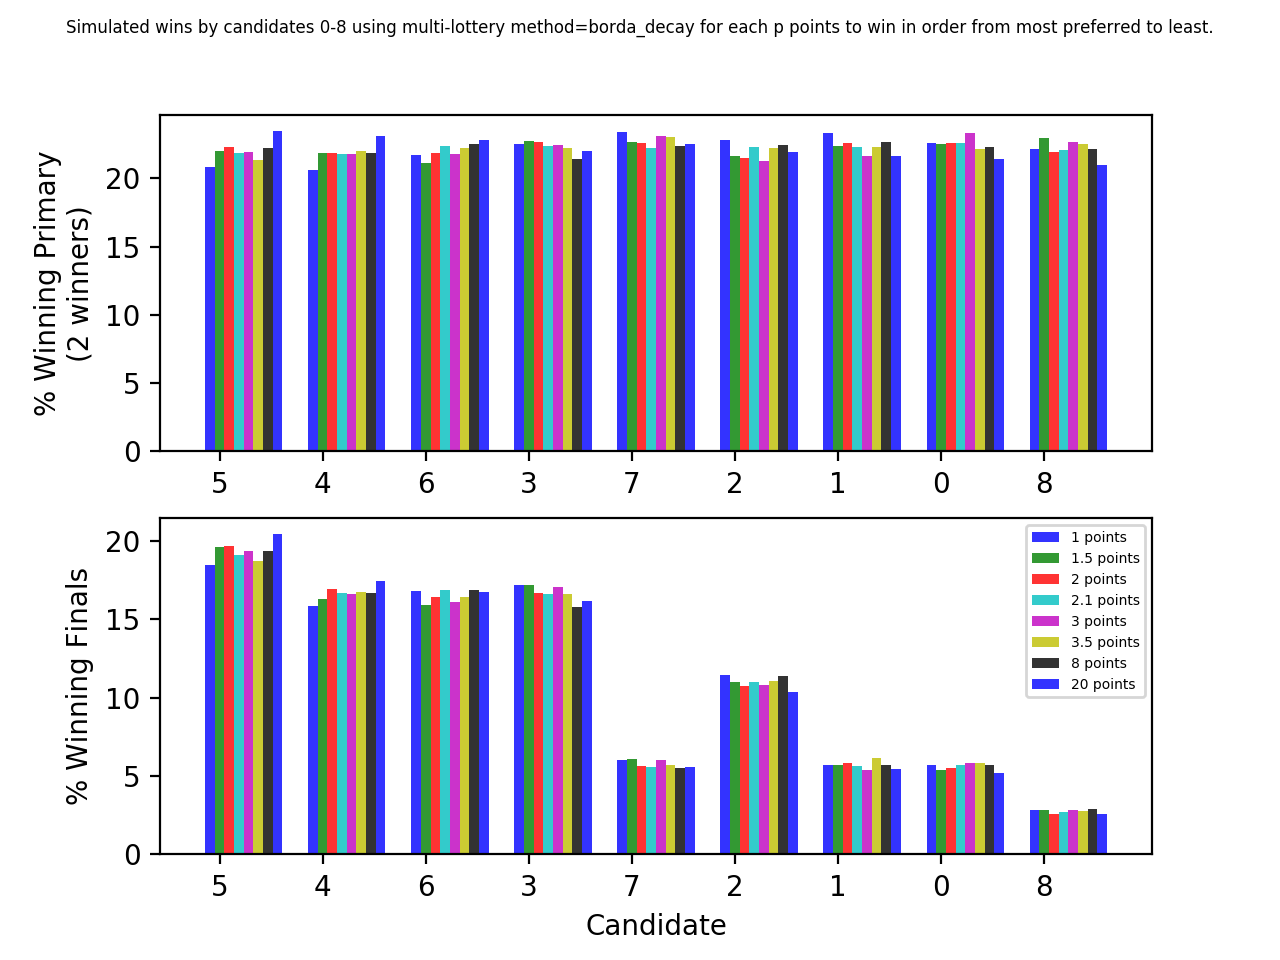 Simulated wins by candidates 0-8 using multi-lottery method=borda_decay for each p points to win in order from most preferred to least.
% Winning Primary
(2 winners)
20
15
10
5
0
5 4 6 3 7 2 1 0 8
% Winning Finals
20
15
10
5
0
1 points
1.5 points
2 points
2.1 points
3 points
3.5 points
8 points
20 points
5 4 6 3 7 2 1 0 8
Candidate